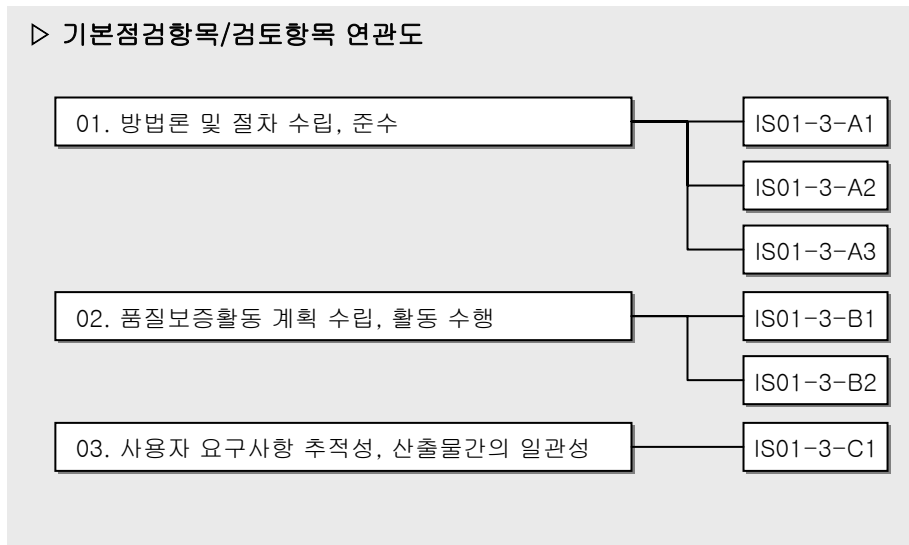 ▷ 기본점검항목/검토항목 연관도
01. 방법론 및 절차 수립, 준수
IS01-3-A1
IS01-3-A2
IS01-3-A3
02. 품질보증활동 계획 수립, 활동 수행
IS01-3-B1
IS01-3-B2
03. 사용자 요구사항 추적성, 산출물간의 일관성
IS01-3-C1